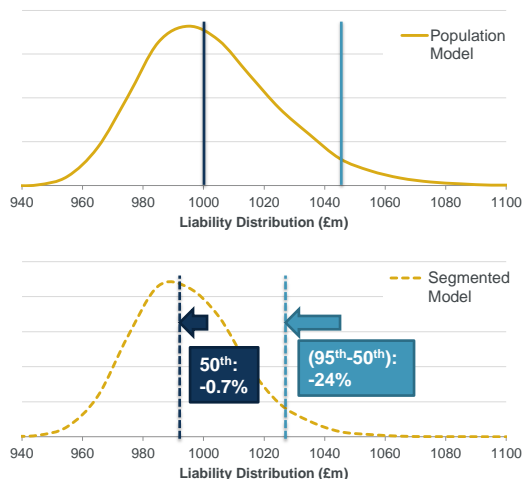 Population
Model
940 960 980 1000 1020 1040 1060 1080 1100
Liability Distribution (£m)
Segmented
Model
50th:
-0.7%
(95th-50th):
-24%
940 960 980 1000 1020 1040 1060 1080 1100
Liability Distribution (£m)